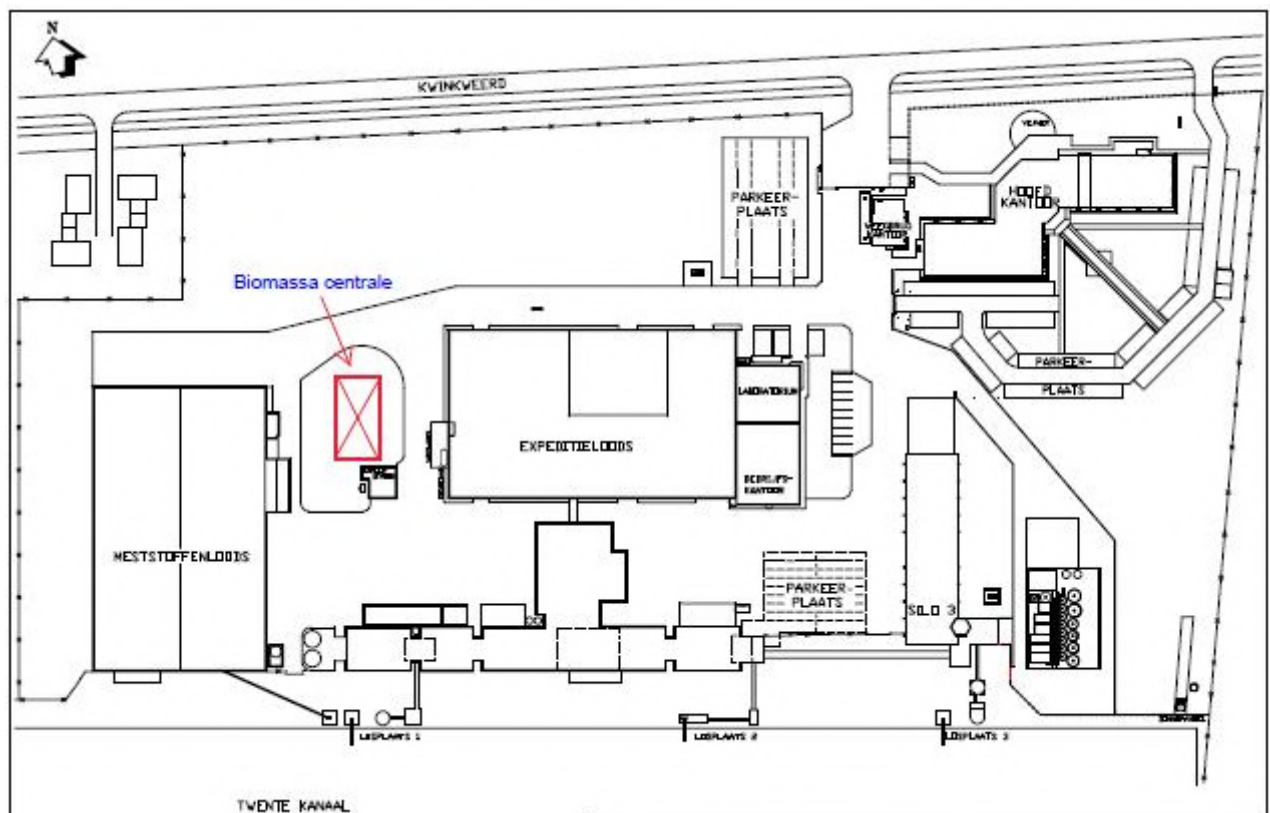 N
KWINKWEERD
PARKEER-
PLAATS
HOOFD
KANTOOR
Biomassa centrale
PARKEER-
PLAATS
LABORATORIUM
EXPEDITIELOODS
BEDRIJFS-
KANTOOR
MESTSTOFFENLOODS
PARKEER-
PLAATS
SILO 3
LOSPLAATS 1
LOSPLAATS 2
LOSPLAATS 3
TWENTE KANAAL